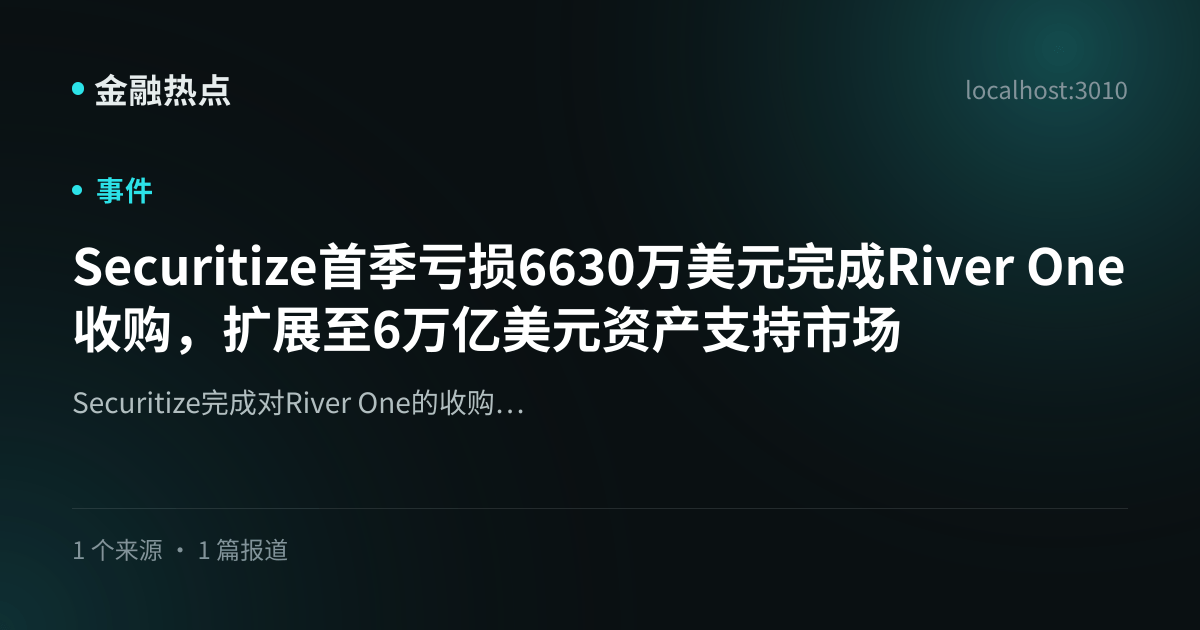 金融热点
localhost:3010
事件
Securitize首季亏损6630万美元完成River One
收购，扩展至6万亿美元资产支持市场
Securitize完成对River One的收购…
1 个来源 · 1 篇报道